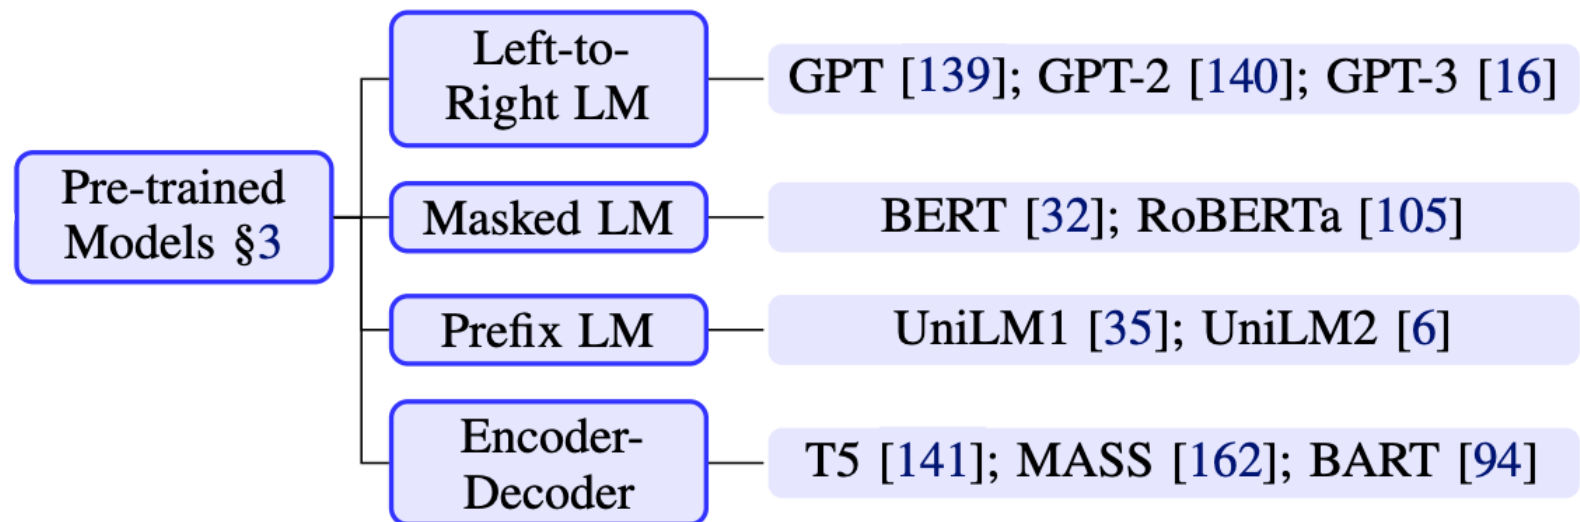 Pre-trained
Models §3
Left-to-
Right LM
GPT [139]; GPT-2 [140]; GPT-3 [16]
Masked LM
BERT [32]; RoBERTa [105]
Prefix LM
UniLM1 [35]; UniLM2 [6]
Encoder-
Decoder
T5 [141]; MASS [162]; BART [94]